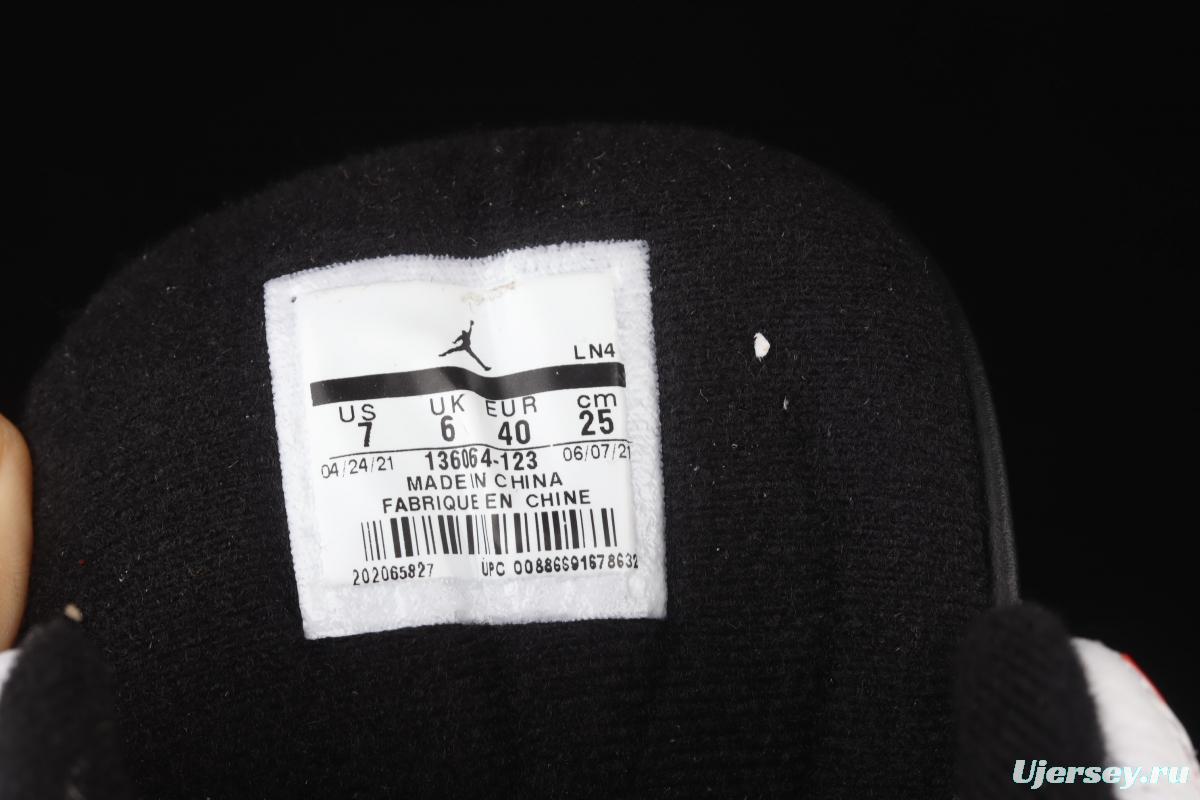 LN4
US UK EUR cm
7 6 40 25
04/24/21 136064-123 06/07/21
MADE IN CHINA
FABRIQUE EN CHINE
202065827 UPC 00886691678632
Ujersey.ru